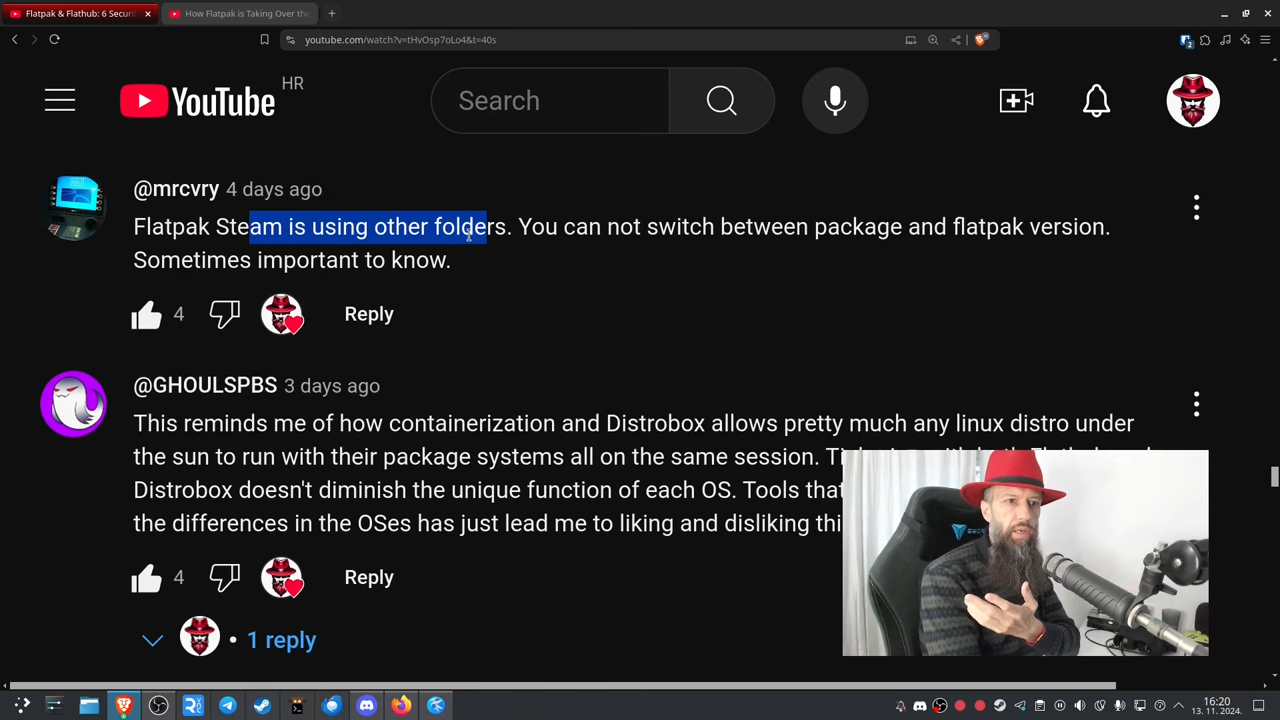 Flatpak & Flathub: 6 Securi
How Flatpak is Taking Over the
youtube.com/watch?v=tHvOsp7oLo4&t=40s
2
YouTube
HR
Search
@mrcvry 4 days ago
Flatpak Steam is using other folders. You can not switch between package and flatpak version.
Sometimes important to know.
4
Reply
@GHOULSPBS 3 days ago
This reminds me of how containerization and Distrobox allows pretty much any linux distro under
the sun to run with their package systems all on the same session.
Distrobox doesn't diminish the unique function of each OS. Tools that
the differences in the OSes has just lead me to liking and disliking
4
Reply
• 1 reply
16:20
13. 11. 2024.